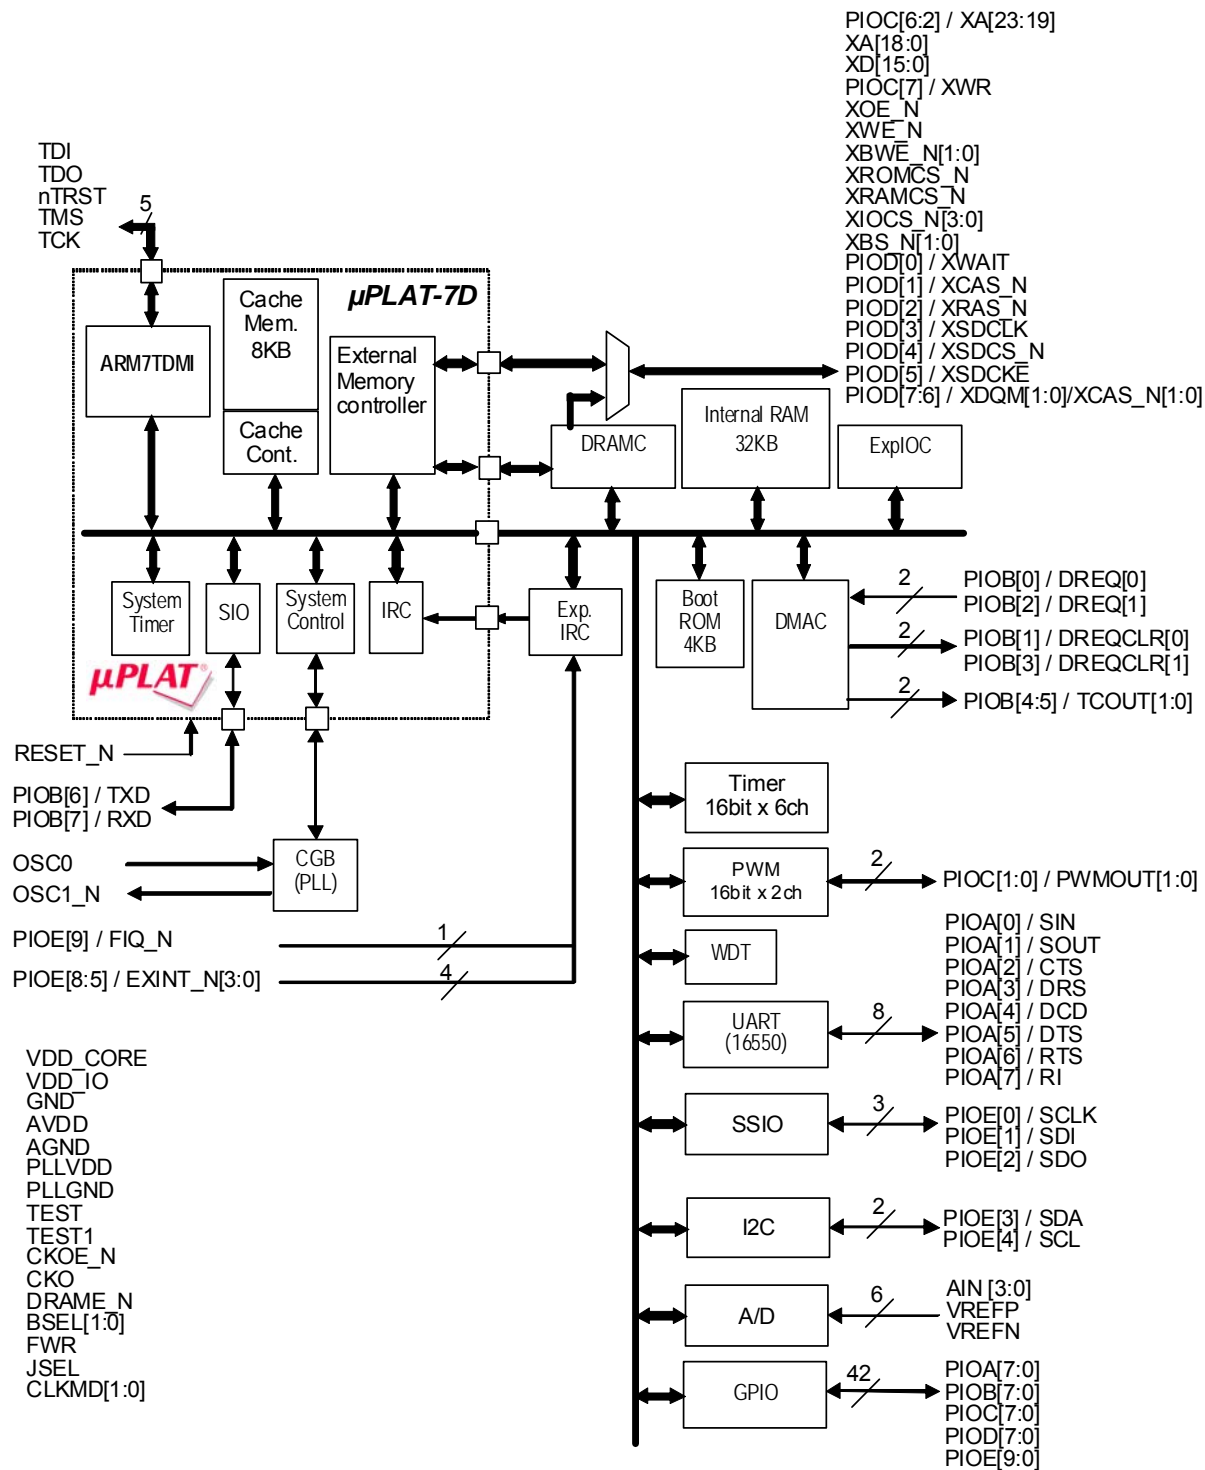 PIOC[6:2] / XA[23:19]
XA[18:0]
XD[15:0]
PIOC[7] / XWR
XOE_N
XWE_N
XBWE_N[1:0]
XROMCS_N
XRAMCS_N
XIOCS_N[3:0]
XBS_N[1:0]
PIOD[0] / XWAIT
PIOD[1] / XCAS_N
PIOD[2] / XRAS_N
PIOD[3] / XSDCLK
PIOD[4] / XSDCS_N
PIOD[5] / XSDCKE
PIOD[7:6] / XDQM[1:0]/XCAS_N[1:0]
TDI
TDO
nTRST
TMS
TCK
5
µPLAT-7D
ARM7TDMI
Cache
Mem.
8KB
Cache
Cont.
External
Memory
controller
DRAMC
Internal RAM
32KB
ExpIOC
System
Timer
SIO
System
Control
IRC
Exp.
IRC
Boot
ROM
4KB
DMAC
2
PIOB[0] / DREQ[0]
PIOB[2] / DREQ[1]
2
PIOB[1] / DREQCLR[0]
PIOB[3] / DREQCLR[1]
2
PIOB[4:5] / TCOUT[1:0]
µPLAT®
RESET_N
PIOB[6] / TXD
PIOB[7] / RXD
OSC0
OSC1_N
CGB
(PLL)
PIOE[9] / FIQ_N
1
PIOE[8:5] / EXINT_N[3:0]
4
Timer
16bit x 6ch
PWM
16bit x 2ch
2
PIOC[1:0] / PWMOUT[1:0]
WDT
UART
(16550)
8
PIOA[0] / SIN
PIOA[1] / SOUT
PIOA[2] / CTS
PIOA[3] / DRS
PIOA[4] / DCD
PIOA[5] / DTS
PIOA[6] / RTS
PIOA[7] / RI
SSIO
3
PIOE[0] / SCLK
PIOE[1] / SDI
PIOE[2] / SDO
I2C
2
PIOE[3] / SDA
PIOE[4] / SCL
A/D
6
AIN [3:0]
VREFP
VREFN
GPIO
42
PIOA[7:0]
PIOB[7:0]
PIOC[7:0]
PIOD[7:0]
PIOE[9:0]
VDD_CORE
VDD_IO
GND
AVDD
AGND
PLLVDD
PLLGND
TEST
TEST1
CKOE_N
CKO
DRAME_N
BSEL[1:0]
FWR
JSEL
CLKMD[1:0]